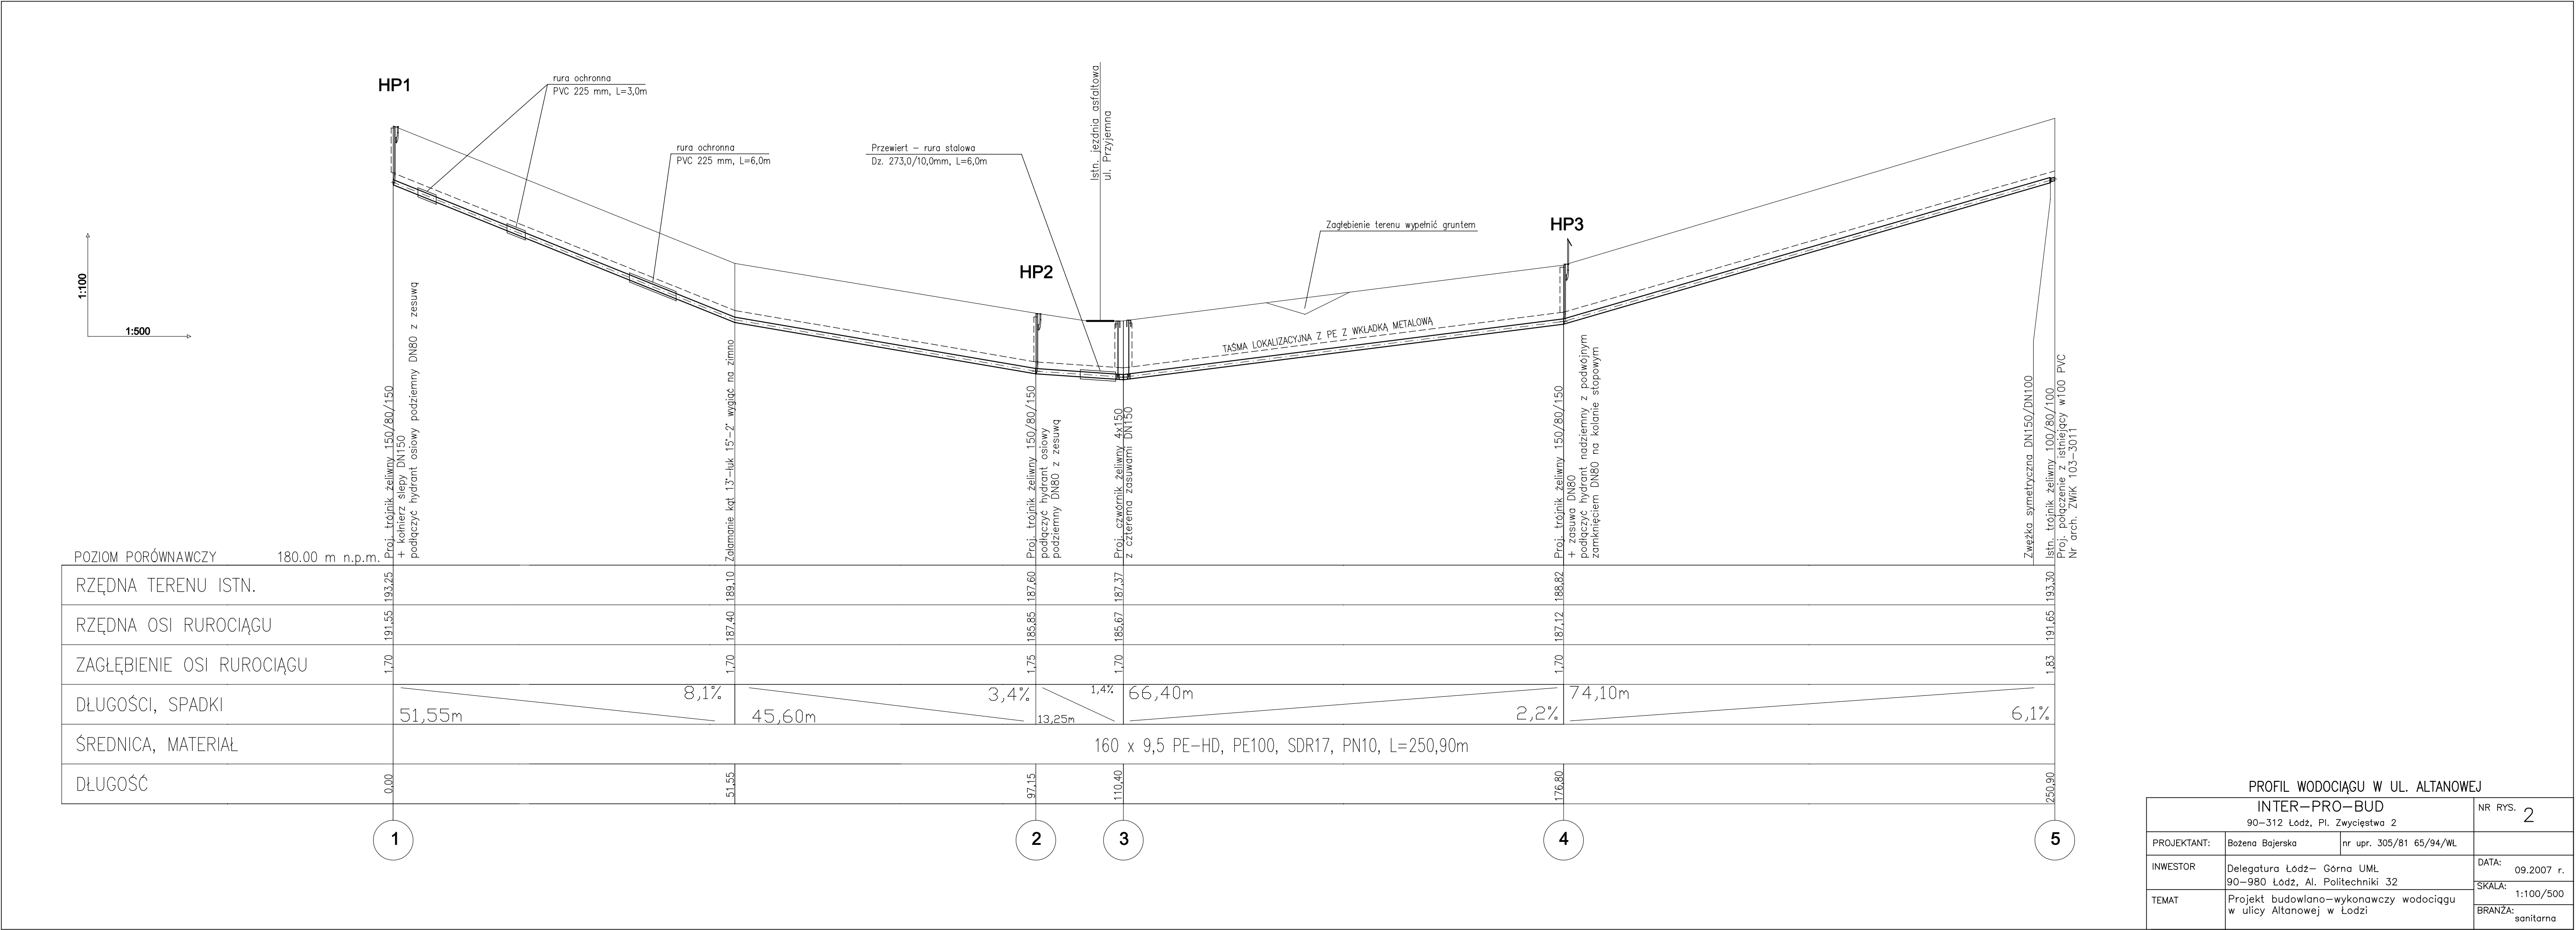 HP1
rura ochronna
PVC 225 mm, L=3,0m
rura ochronna
PVC 225 mm, L=6,0m
Przewiert – rura stalowa
Dz. 273,0/10,0mm, L=6,0m
Istn. jezdnia asfaltowa
ul. Przyjemna
HP2
Zagłębienie terenu wypełnić gruntem
HP3
1:100
1:500
TAŚMA LOKALIZACYJNA Z PE Z WKŁADKĄ METALOWĄ
Proj. trójnik żeliwny 150/80/150
+ kołnierz ślepy DN150
podłączyć hydrant osiowy podziemny DN80 z zesuwą
Załamanie kąt 13°-łuk 15°-2° wygiąć na zimno
Proj. trójnik żeliwny 150/80/150
podłączyć hydrant osiowy
podziemny DN80 z zesuwą
Proj. czwórnik żeliwny 4x150
z czterema zasuwami DN150
Proj. trójnik żeliwny 150/80/150
+ zasuwa DN80
podłączyć hydrant nadziemny z podwójnym
zamknięciem DN80 na kolanie stopowym
Zwężka symetryczna DN150/DN100
Istn. trójnik żeliwny 100/80/100
Proj. połączenie z istniejący w100 PVC
Nr arch. ZWiK 103-3011
POZIOM PORÓWNAWCZY 180.00 m n.p.m.
RZĘDNA TERENU ISTN. 193,25 189,10 187,60 187,37 188,82 193,30
RZĘDNA OSI RUROCIĄGU 191,55 187,40 185,85 185,67 187,12 191,65
ZAGŁĘBIENIE OSI RUROCIĄGU 1,70 1,70 1,75 1,70 1,70 1,83
DŁUGOŚCI, SPADKI
8,1% 3,4% 1,4% 66,40m 74,10m
51,55m 45,60m 13,25m 2,2% 6,1%
ŚREDNICA, MATERIAŁ 160 x 9,5 PE-HD, PE100, SDR17, PN10, L=250,90m
DŁUGOŚĆ 0,00 51,55 97,15 110,40 176,80 250,90
1 2 3 4 5
PROFIL WODOCIĄGU W UL. ALTANOWEJ
INTER-PRO-BUD
90-312 Łódź, Pl. Zwycięstwa 2
NR RYS. 2
PROJEKTANT: Bożena Bajerska nr upr. 305/81 65/94/WŁ
INWESTOR Delegatura Łódź- Górna UMŁ
90-980 Łódź, Al. Politechniki 32
DATA: 09.2007 r.
SKALA: 1:100/500
TEMAT Projekt budowlano-wykonawczy wodociągu
w ulicy Altanowej w Łodzi
BRANŻA: sanitarna